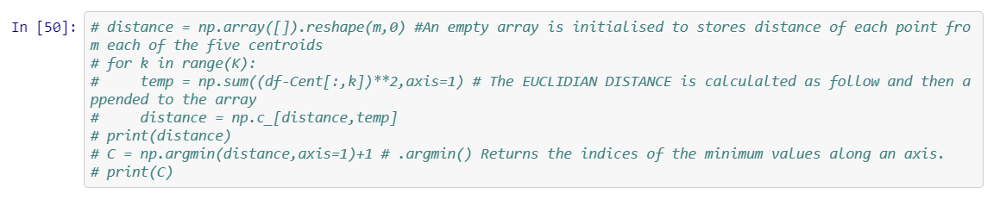 In [50]: # distance = np.array([]).reshape(m,0) #An empty array is initialised to stores distance of each point fro
m each of the five centroids
# for k in range(K):
#     temp = np.sum((df-Cent[:,k])**2,axis=1) # The EUCLIDIAN DISTANCE is calculalted as follow and then a
ppended to the array
#     distance = np.c_[distance,temp]
# print(distance)
# C = np.argmin(distance,axis=1)+1 # .argmin() Returns the indices of the minimum values along an axis.
# print(C)